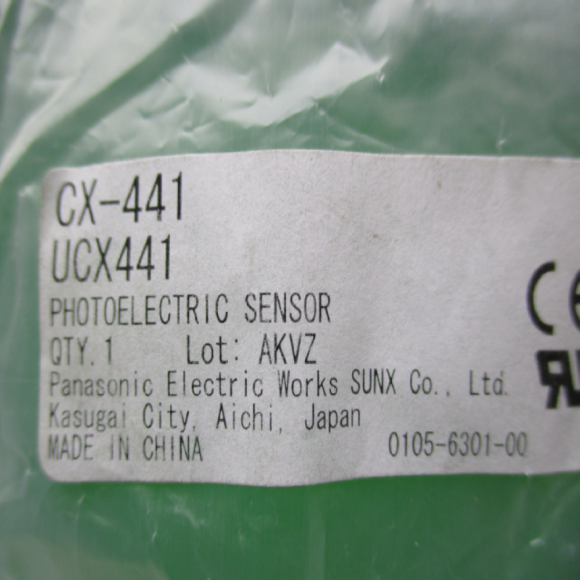 CX-441
UCX441
PHOTOELECTRIC SENSOR
QTY. 1 Lot: AKVZ
Panasonic Electric Works SUNX Co., Ltd.
Kasugai City, Aichi, Japan
MADE IN CHINA 0105-6301-00
CE